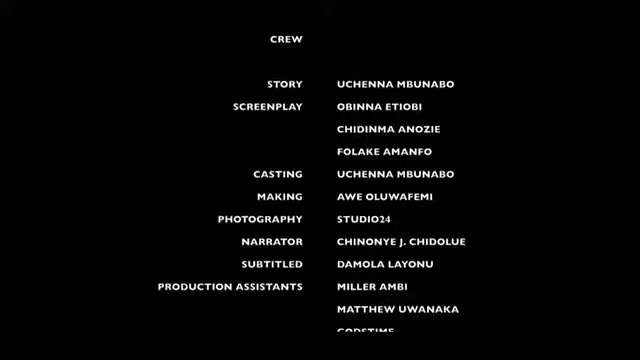 CREW
STORY UCHENNA MBUNABO
SCREENPLAY OBINNA ETIOBI
CHIDINMA ANOZIE
FOLAKE AMANFO
CASTING UCHENNA MBUNABO
MAKING AWE OLUWAFEMI
PHOTOGRAPHY STUDIO24
NARRATOR CHINONYE J. CHIDOLUE
SUBTITLED DAMOLA LAYONU
PRODUCTION ASSISTANTS MILLER AMBI
MATTHEW UWANAKA
GODSTIME